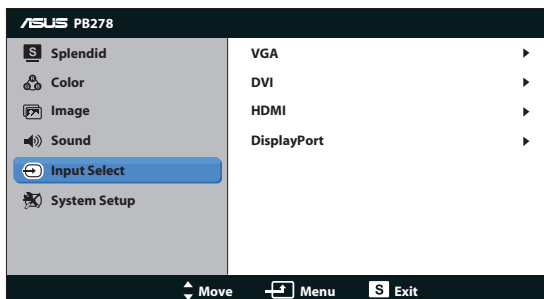 ASUS PB278
S Splendid
Color
Image
Sound
Input Select
System Setup
VGA
DVI
HDMI
DisplayPort
Move Menu S Exit